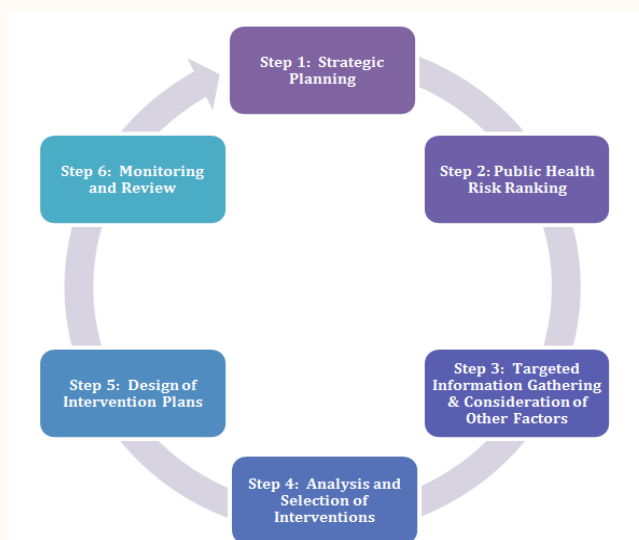 Step 1:  Strategic
Planning
Step 2: Public Health
Risk Ranking
Step 3:  Targeted
Information Gathering
& Consideration of
Other Factors
Step 4:  Analysis and
Selection of
Interventions
Step 5:  Design of
Intervention Plans
Step 6:  Monitoring
and Review